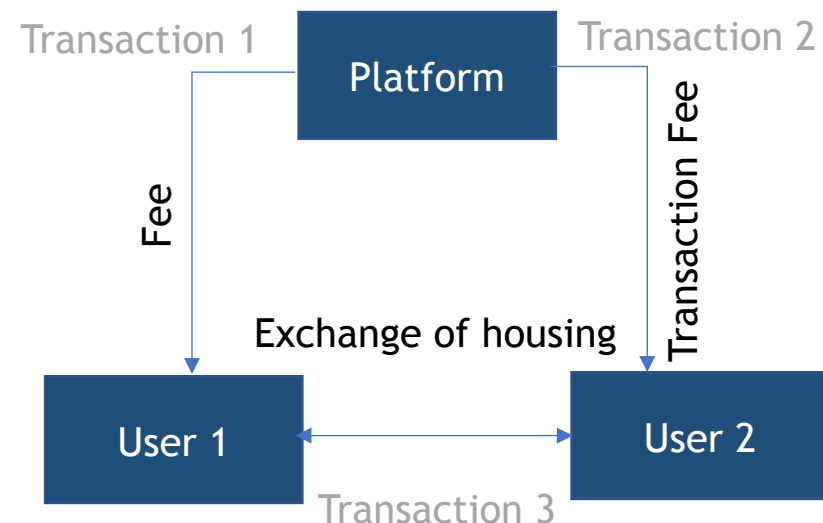 Transaction 1
Transaction 2
Platform
Fee
Transaction Fee
Exchange of housing
User 1
User 2
Transaction 3